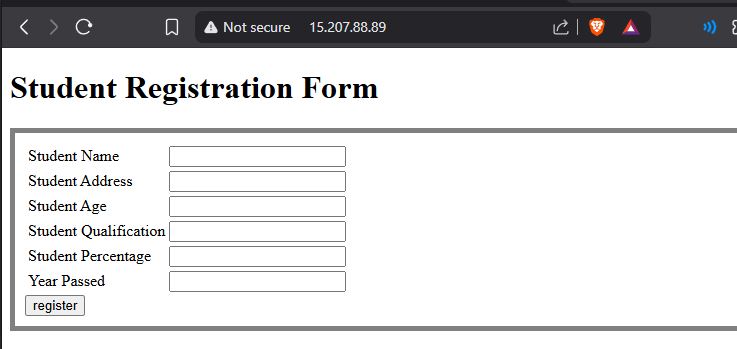 Not secure 15.207.88.89
Student Registration Form
Student Name
Student Address
Student Age
Student Qualification
Student Percentage
Year Passed
register